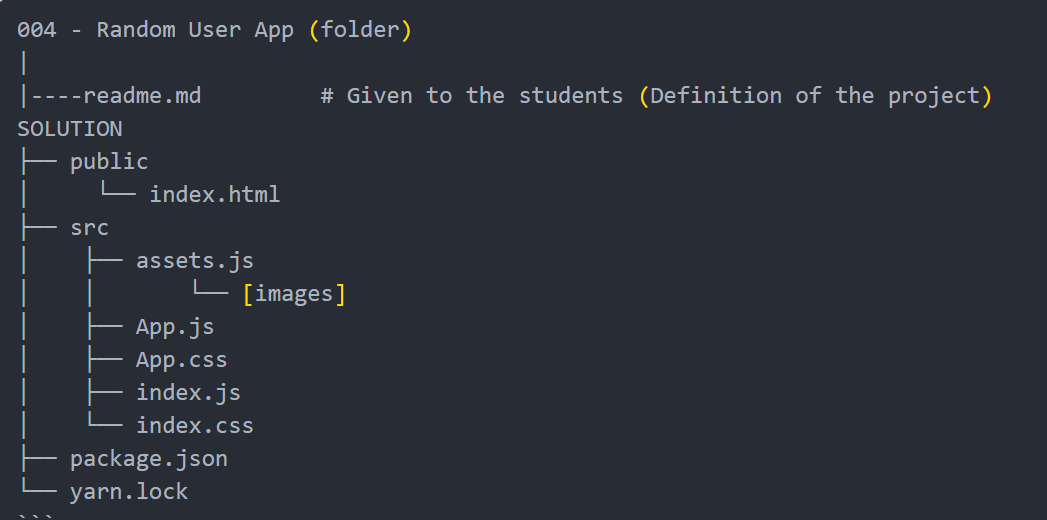 004 - Random User App (folder)
|
|----readme.md         # Given to the students (Definition of the project)
SOLUTION
├── public
│     └── index.html
├── src
│    ├── assets.js
│    │       └── [images]
│    ├── App.js
│    ├── App.css
│    ├── index.js
│    └── index.css
├── package.json
└── yarn.lock
```